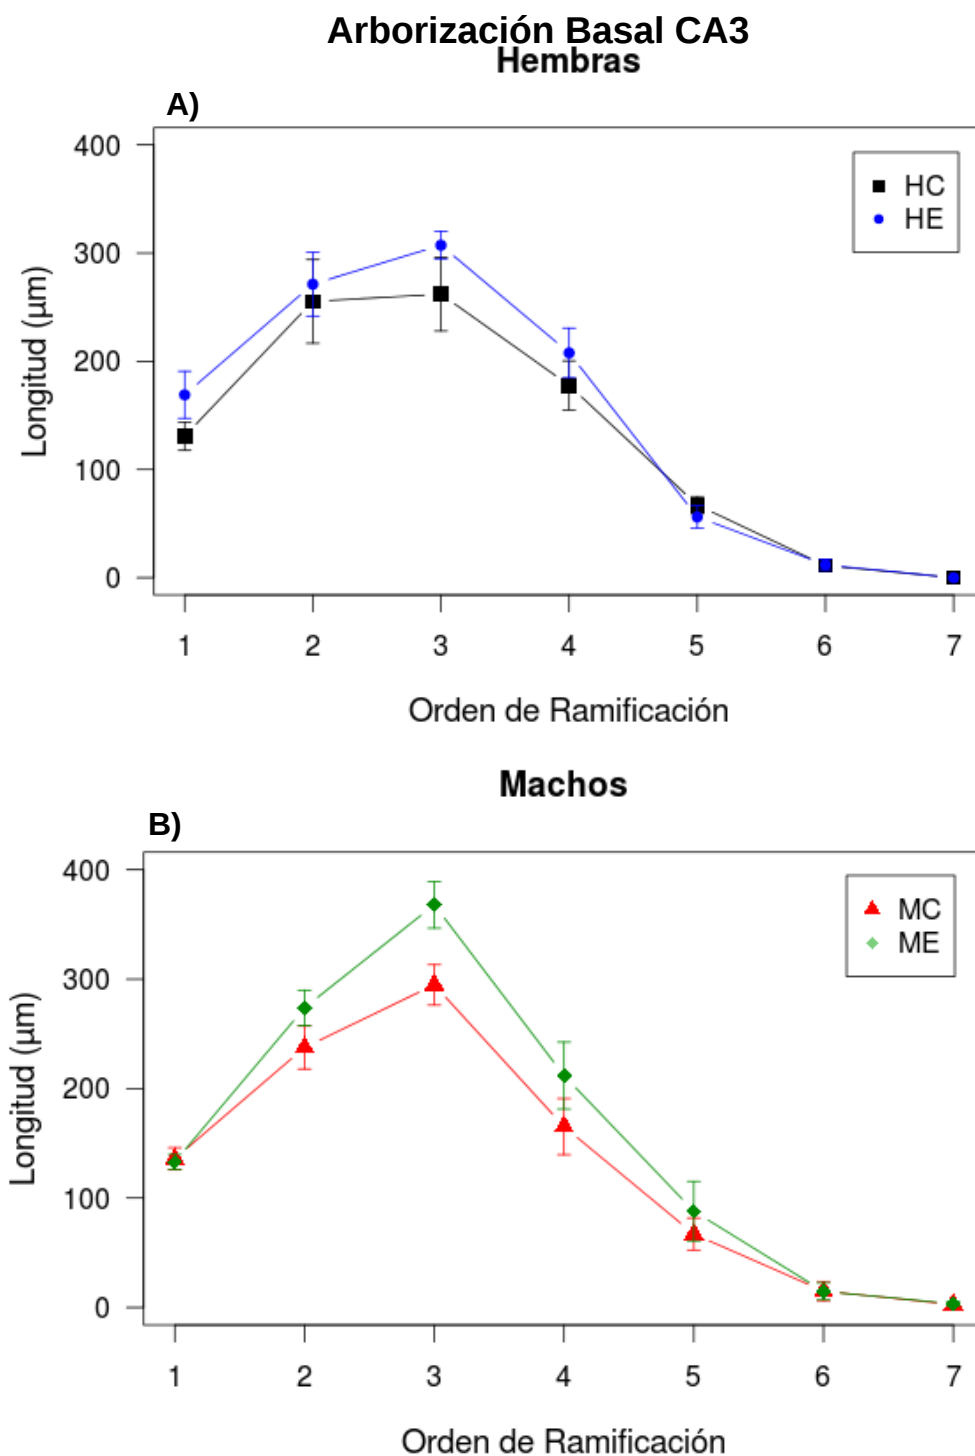 Arborización Basal CA3
Hembras
A)
400
300
200
100
0
Longitud (µm)
HC
HE
1 2 3 4 5 6 7
Orden de Ramificación
Machos
B)
400
300
200
100
0
Longitud (µm)
MC
ME
1 2 3 4 5 6 7
Orden de Ramificación